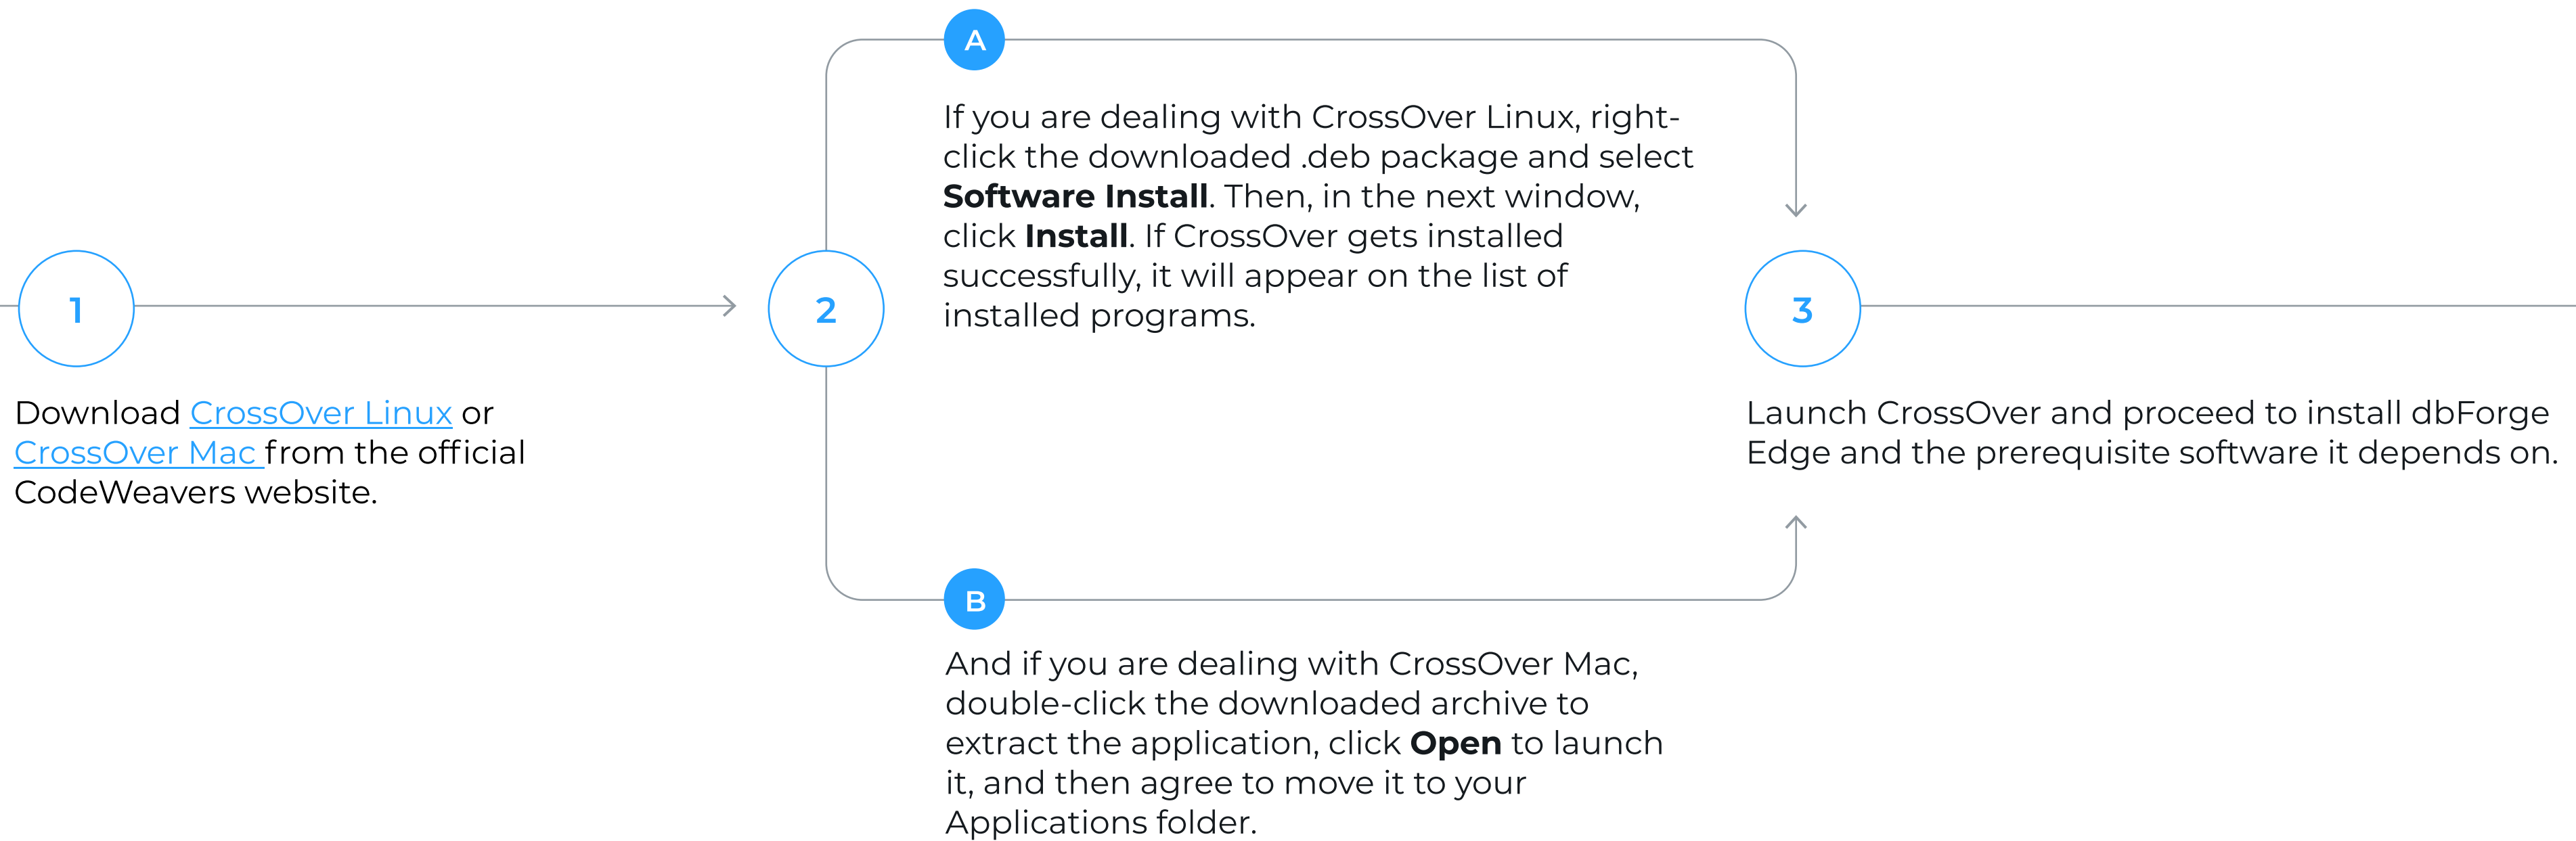 1
Download CrossOver Linux or
CrossOver Mac from the official
CodeWeavers website.
2
A
If you are dealing with CrossOver Linux, right-
click the downloaded .deb package and select
Software Install. Then, in the next window,
click Install. If CrossOver gets installed
successfully, it will appear on the list of
installed programs.
B
And if you are dealing with CrossOver Mac,
double-click the downloaded archive to
extract the application, click Open to launch
it, and then agree to move it to your
Applications folder.
3
Launch CrossOver and proceed to install dbForge
Edge and the prerequisite software it depends on.